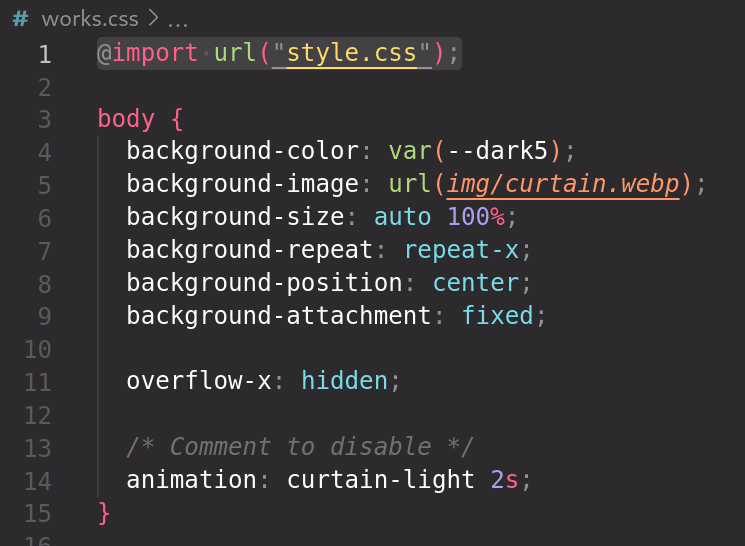 # works.css > ...
1 @import url("style.css");
2
3 body {
4 background-color: var(--dark5);
5 background-image: url(img/curtain.webp);
6 background-size: auto 100%;
7 background-repeat: repeat-x;
8 background-position: center;
9 background-attachment: fixed;
10
11 overflow-x: hidden;
12
13 /* Comment to disable */
14 animation: curtain-light 2s;
15 }
16